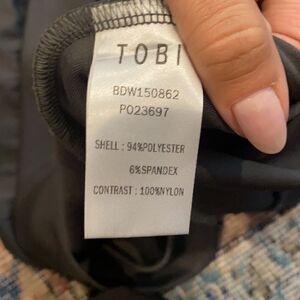 TOBI
BDW150862
PO23697
SHELL : 94%POLYESTER
6%SPANDEX
CONTRAST : 100%NYLON